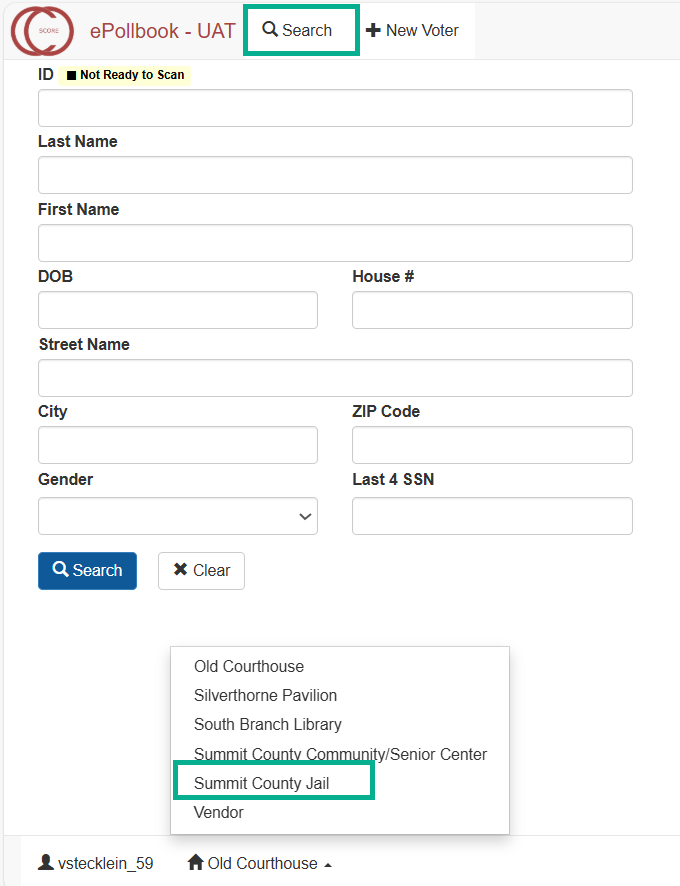 SCORE
ePollbook - UAT Search New Voter
ID Not Ready to Scan
Last Name
First Name
DOB House #
Street Name
City ZIP Code
Gender Last 4 SSN
Search Clear
Old Courthouse
Silverthorne Pavilion
South Branch Library
Summit County Community/Senior Center
Summit County Jail
Vendor
vstecklein_59 Old Courthouse